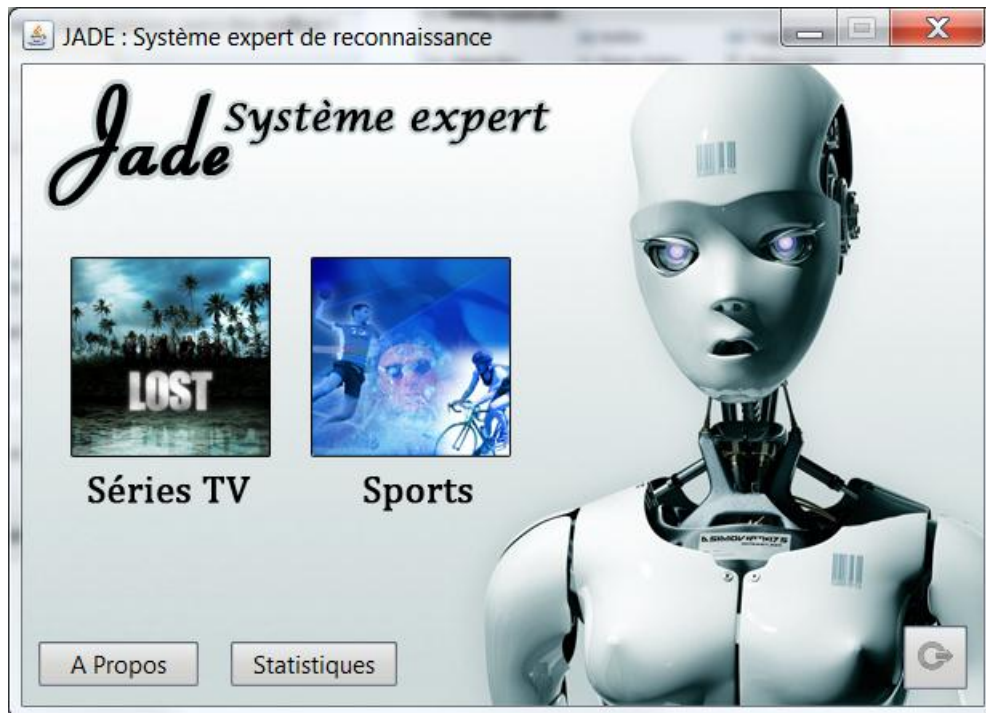 JADE : Système expert de reconnaissance
Jade Système expert
LOST
Séries TV
Sports
A Propos
Statistiques